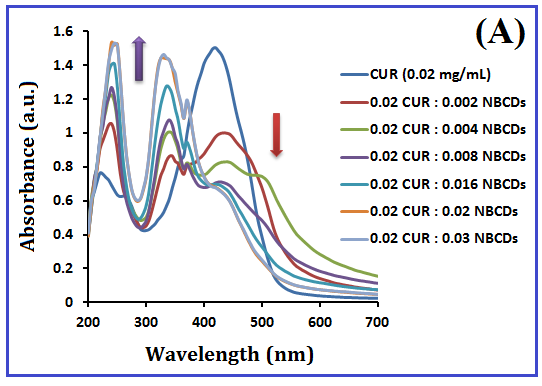 (A)
1.6
1.4
1.2
1
0.8
0.6
0.4
0.2
0
200 300 400 500 600 700
Absorbance (a.u.)
Wavelength (nm)
CUR (0.02 mg/mL)
0.02 CUR : 0.002 NBCDs
0.02 CUR : 0.004 NBCDs
0.02 CUR : 0.008 NBCDs
0.02 CUR : 0.016 NBCDs
0.02 CUR : 0.02 NBCDs
0.02 CUR : 0.03 NBCDs